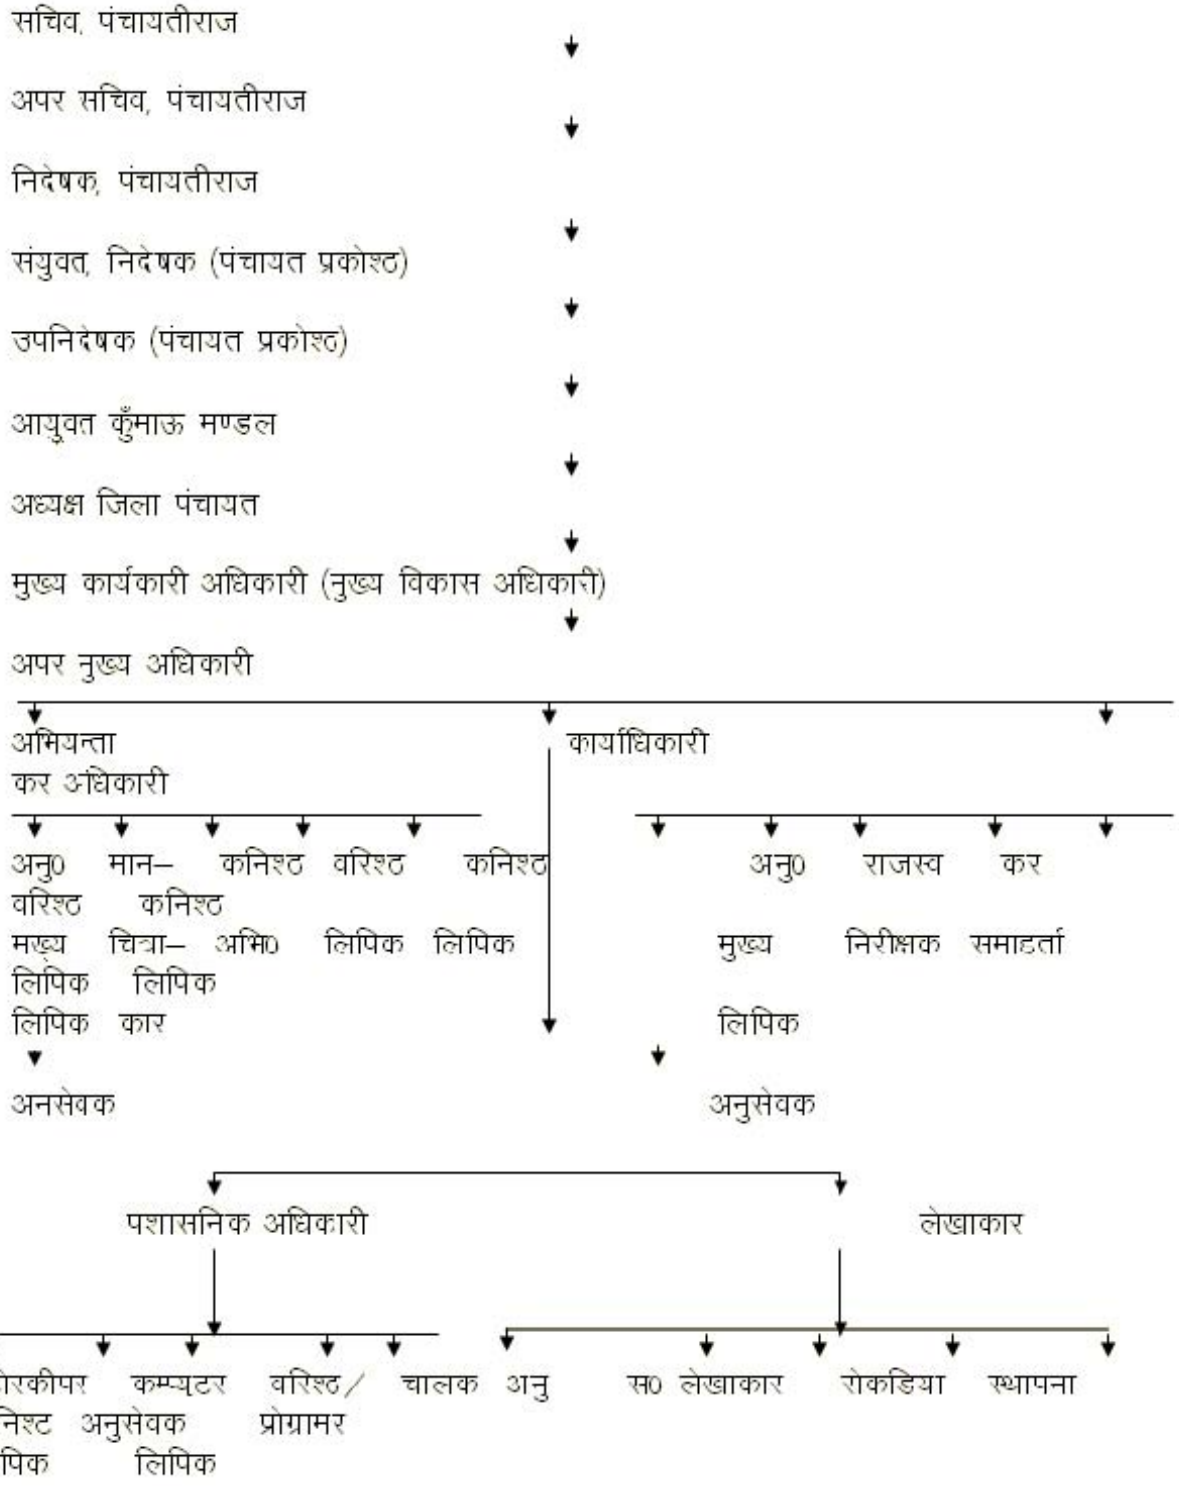 सचिव, पंचायतीराज
अपर सचिव, पंचायतीराज
निदेषक, पंचायतीराज
संयुवत, निदेषक (पंचायत प्रकोश्ठ)
उपनिदेषक (पंचायत प्रकोश्ठ)
आयुवत कुँमाऊ मण्डल
अध्यक्ष जिला पंचायत
मुख्य कार्यकारी अधिकारी (नुख्य विकास अधिकारी)
अपर नुख्य अधिकारी
अभियन्ता कार्याधिकारी
कर अधिकारी
अनु0 मान– कनिश्ट वरिश्ठ कनिश्ट अनु0 राजस्व कर
वरिश्ठ कनिश्ट
मख्य चित्रा– अभि0 लिपिक लिपिक मुख्य निरीक्षक समाहर्ता
लिपिक लिपिक
लिपिक कार लिपिक
अनसेवक अनुसेवक
पशासनिक अधिकारी लेखाकार
कम्प्यूटर वरिश्ठ/ चालक अनु स0 लेखाकार रोकडिया स्थापना
अनुसेवक प्रोग्रामर
लिपिक